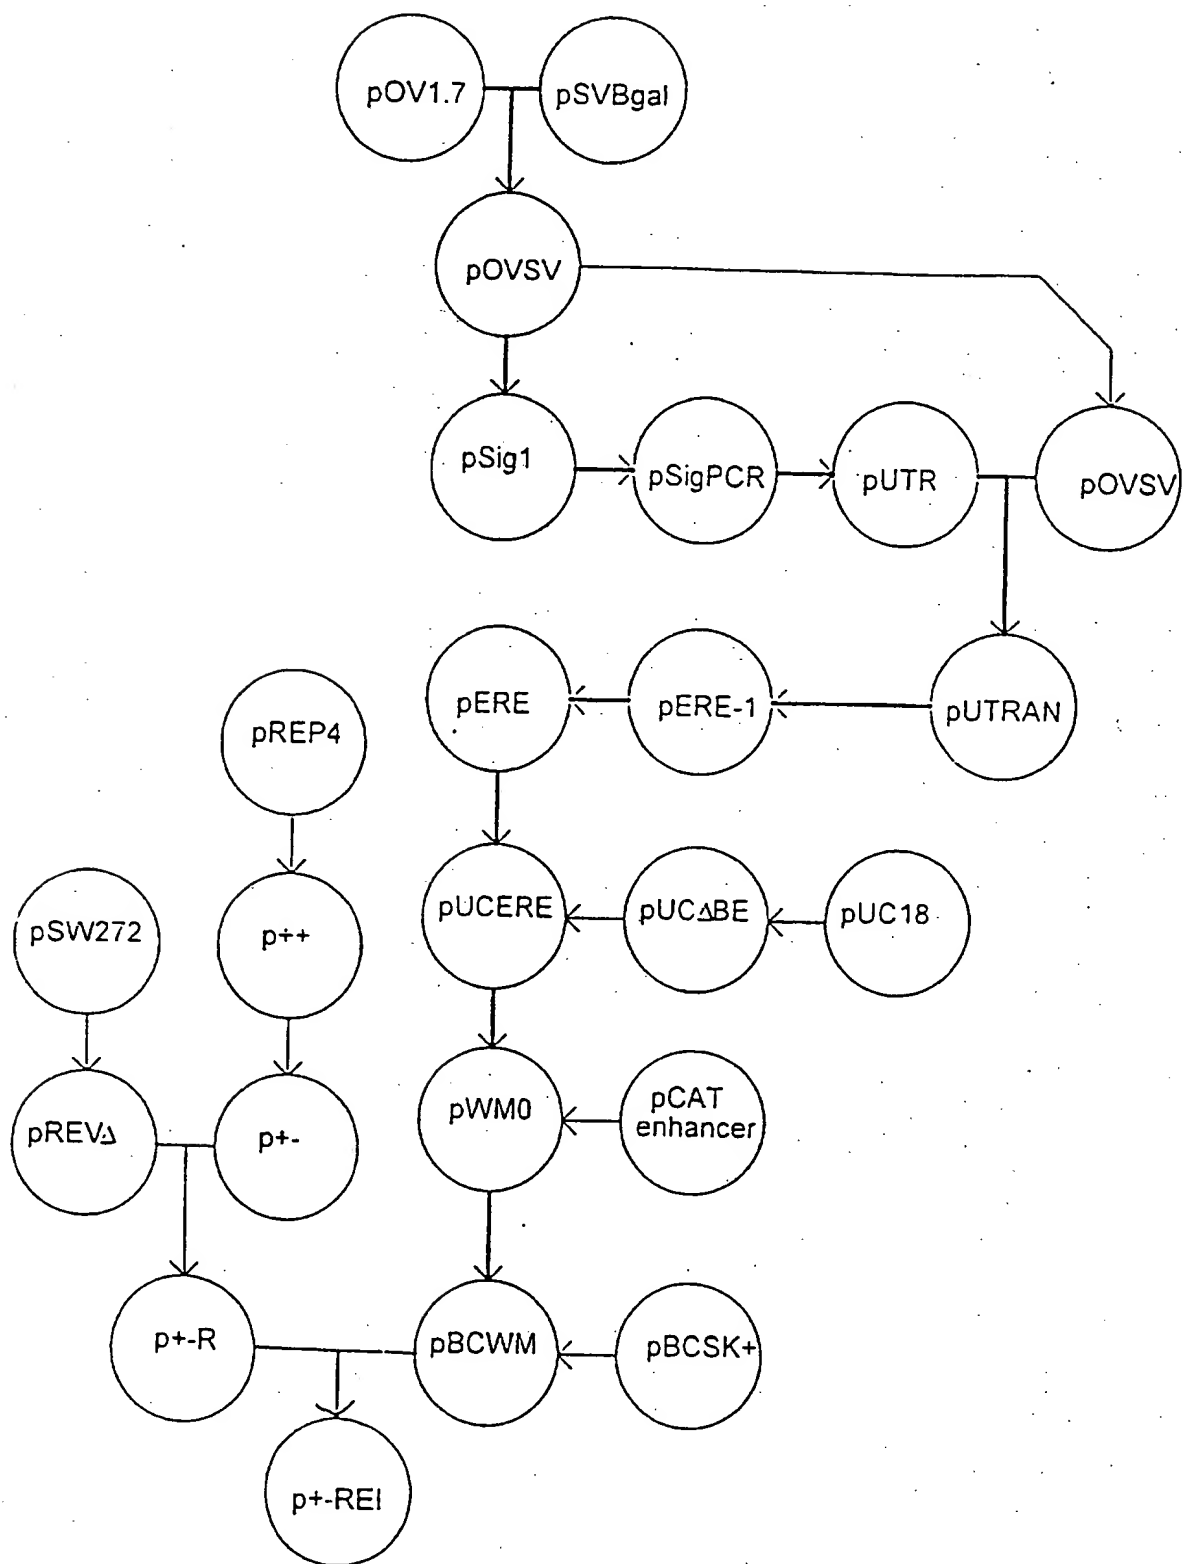 pOV1.7
pSVBgal
pOVSV
pSig1
pSigPCR
pUTR
pOVSV
pERE
pERE-1
pUTRAN
pREP4
pUCERE
pUCΔBE
pUC18
pSW272
p++
pWM0
pCAT
enhancer
pREVΔ
p+-
p+-R
pBCWM
pBCSK+
p+-REI